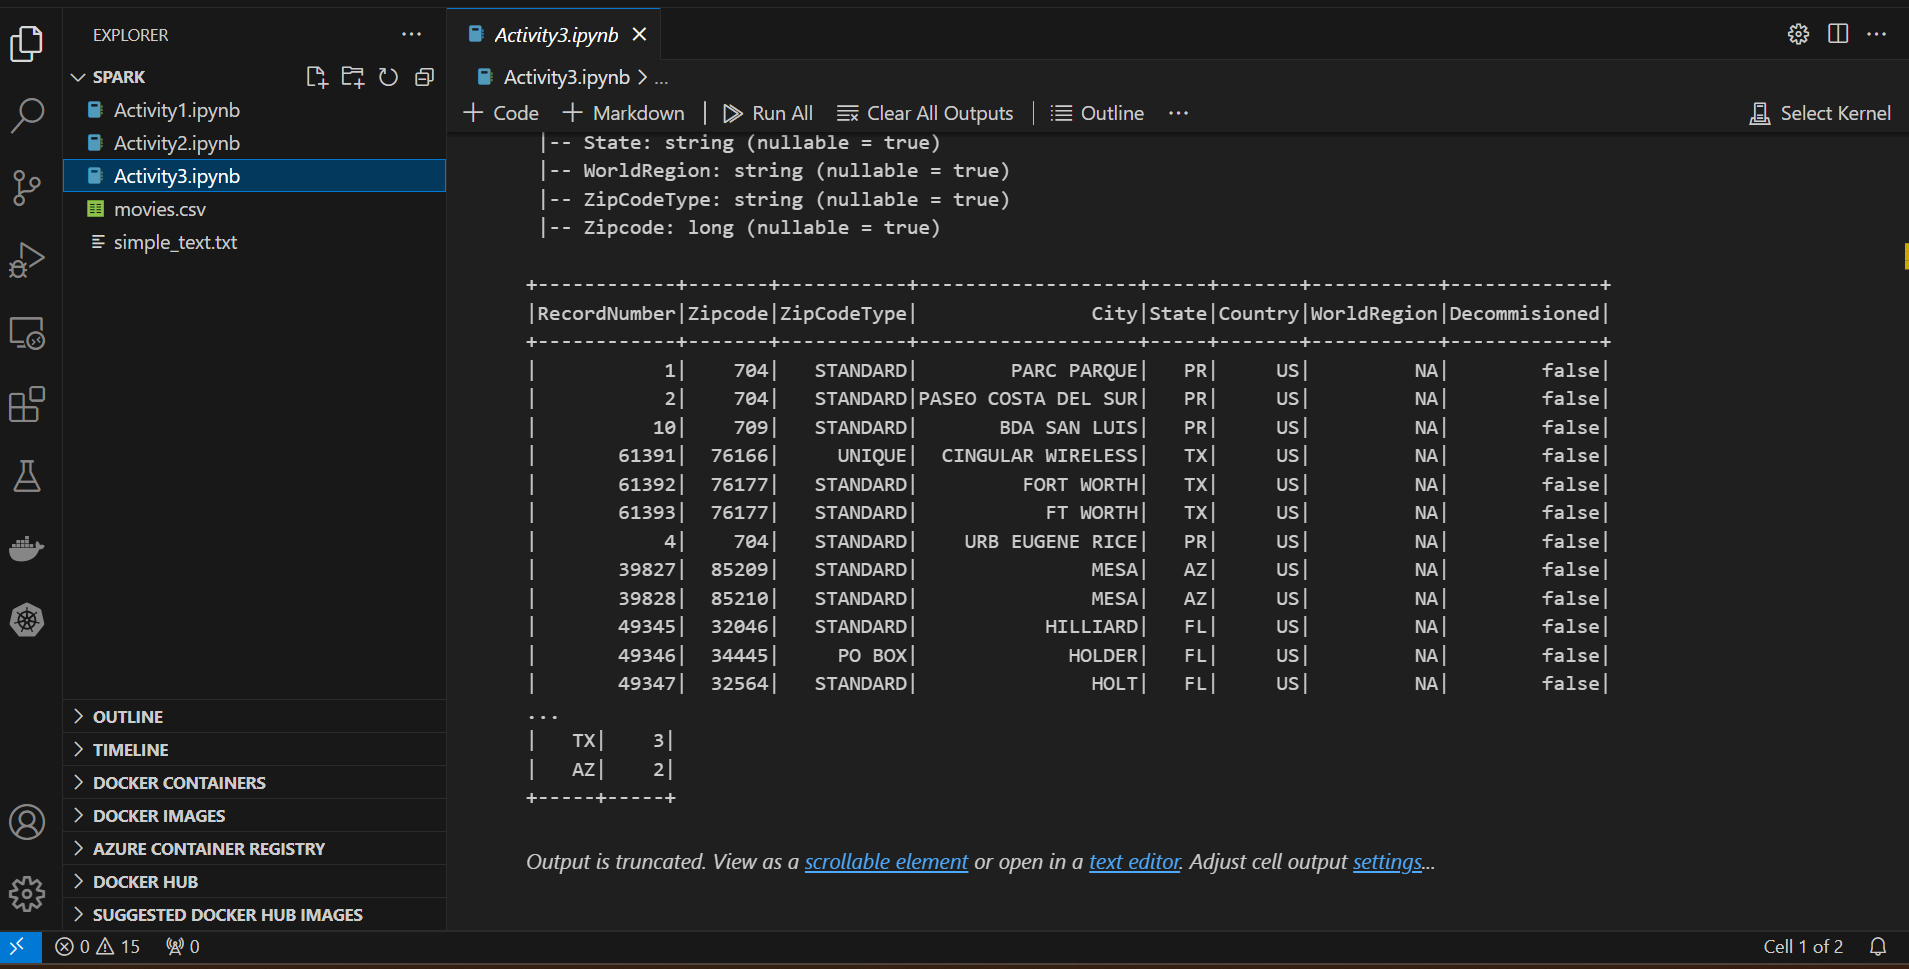 EXPLORER
...
SPARK
Activity1.ipynb
Activity2.ipynb
Activity3.ipynb
movies.csv
simple_text.txt
OUTLINE
TIMELINE
DOCKER CONTAINERS
DOCKER IMAGES
AZURE CONTAINER REGISTRY
DOCKER HUB
SUGGESTED DOCKER HUB IMAGES
Activity3.ipynb
Activity3.ipynb > ...
+ Code + Markdown | Run All Clear All Outputs | Outline ... Select Kernel
|-- State: string (nullable = true)
|-- WorldRegion: string (nullable = true)
|-- ZipCodeType: string (nullable = true)
|-- Zipcode: long (nullable = true)
+------------+-------+-----------+-------------------+-----+-------+-----------+-------------+
|RecordNumber|Zipcode|ZipCodeType|               City|State|Country|WorldRegion|Decommisioned|
+------------+-------+-----------+-------------------+-----+-------+-----------+-------------+
|           1|    704|   STANDARD|        PARC PARQUE|   PR|     US|         NA|        false|
|           2|    704|   STANDARD|PASEO COSTA DEL SUR|   PR|     US|         NA|        false|
|          10|    709|   STANDARD|       BDA SAN LUIS|   PR|     US|         NA|        false|
|       61391|  76166|     UNIQUE|  CINGULAR WIRELESS|   TX|     US|         NA|        false|
|       61392|  76177|   STANDARD|         FORT WORTH|   TX|     US|         NA|        false|
|       61393|  76177|   STANDARD|           FT WORTH|   TX|     US|         NA|        false|
|           4|    704|   STANDARD|    URB EUGENE RICE|   PR|     US|         NA|        false|
|       39827|  85209|   STANDARD|               MESA|   AZ|     US|         NA|        false|
|       39828|  85210|   STANDARD|               MESA|   AZ|     US|         NA|        false|
|       49345|  32046|   STANDARD|           HILLIARD|   FL|     US|         NA|        false|
|       49346|  34445|     PO BOX|             HOLDER|   FL|     US|         NA|        false|
|       49347|  32564|   STANDARD|               HOLT|   FL|     US|         NA|        false|
...
|   TX|    3|
|   AZ|    2|
+-----+-----+
Output is truncated. View as a scrollable element or open in a text editor. Adjust cell output settings...
0 15 0 Cell 1 of 2